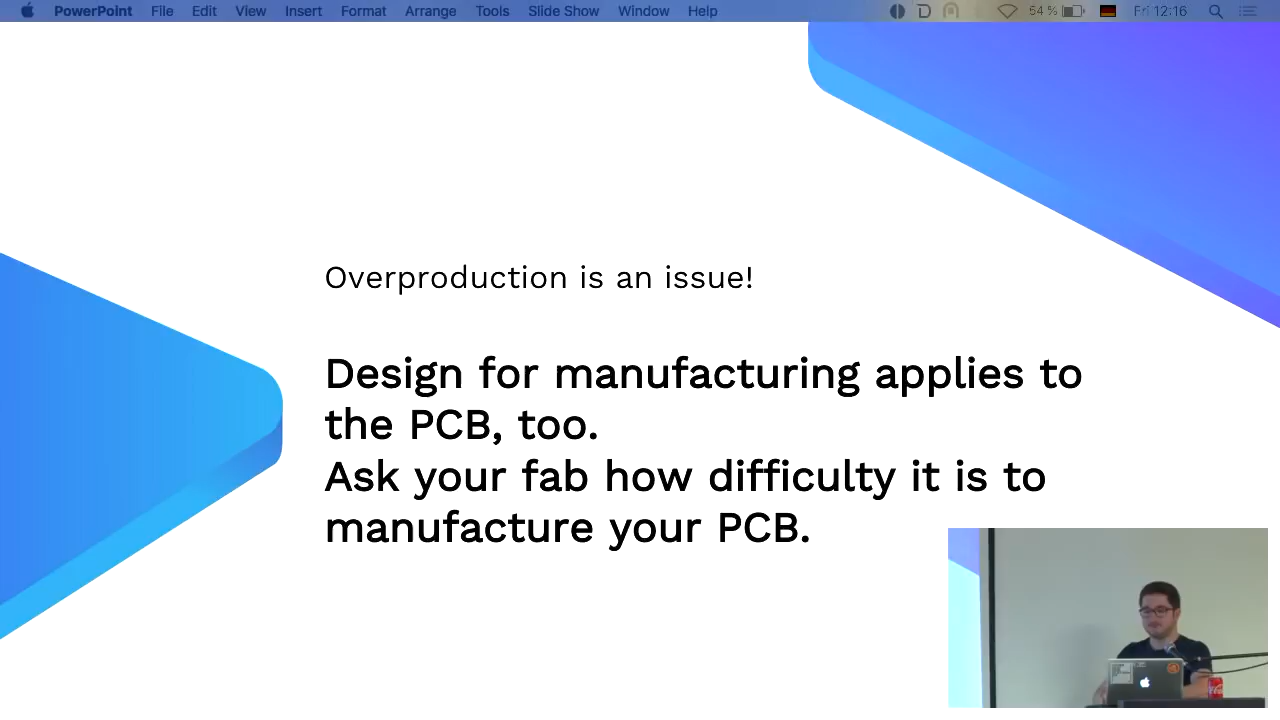 PowerPoint File Edit View Insert Format Arrange Tools Slide Show Window Help 54 % Fri 12:16
Overproduction is an issue!
Design for manufacturing applies to
the PCB, too.
Ask your fab how difficulty it is to
manufacture your PCB.